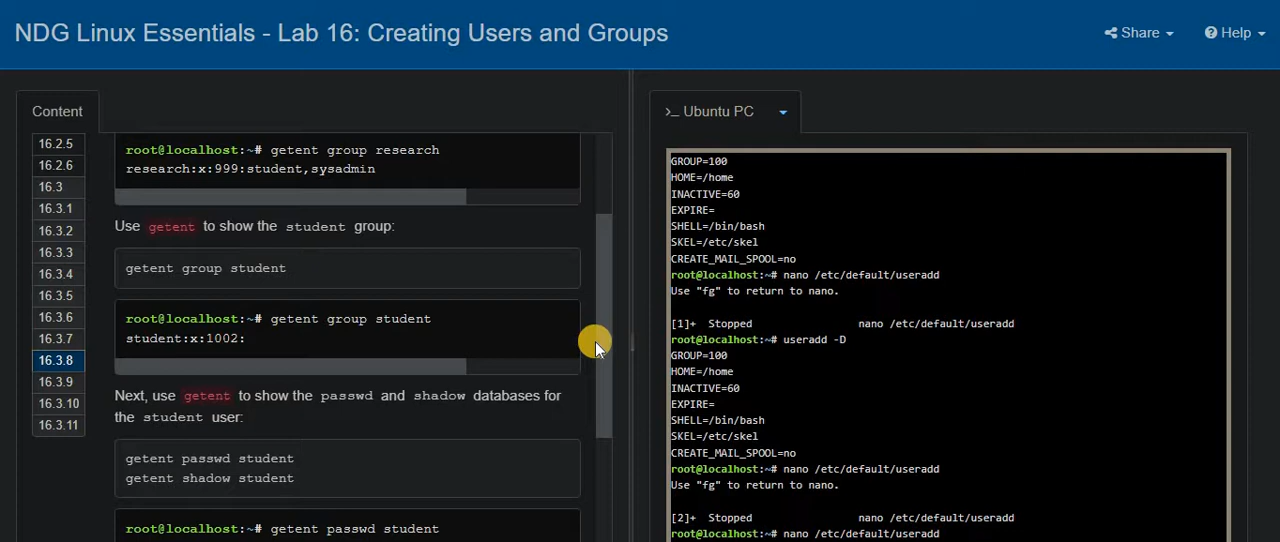 NDG Linux Essentials - Lab 16: Creating Users and Groups
Share
Help
Content
>_ Ubuntu PC
16.2.5
16.2.6
16.3
16.3.1
16.3.2
16.3.3
16.3.4
16.3.5
16.3.6
16.3.7
16.3.8
16.3.9
16.3.10
16.3.11
root@localhost:~# getent group research
research:x:999:student,sysadmin
Use getent to show the student group:
getent group student
root@localhost:~# getent group student
student:x:1002:
Next, use getent to show the passwd and shadow databases for
the student user:
getent passwd student
getent shadow student
root@localhost:~# getent passwd student
GROUP=100
HOME=/home
INACTIVE=60
EXPIRE=
SHELL=/bin/bash
SKEL=/etc/skel
CREATE_MAIL_SPOOL=no
root@localhost:~# nano /etc/default/useradd
Use "fg" to return to nano.
[1]+  Stopped                 nano /etc/default/useradd
root@localhost:~# useradd -D
GROUP=100
HOME=/home
INACTIVE=60
EXPIRE=
SHELL=/bin/bash
SKEL=/etc/skel
CREATE_MAIL_SPOOL=no
root@localhost:~# nano /etc/default/useradd
Use "fg" to return to nano.
[2]+  Stopped                 nano /etc/default/useradd
root@localhost:~# nano /etc/default/useradd